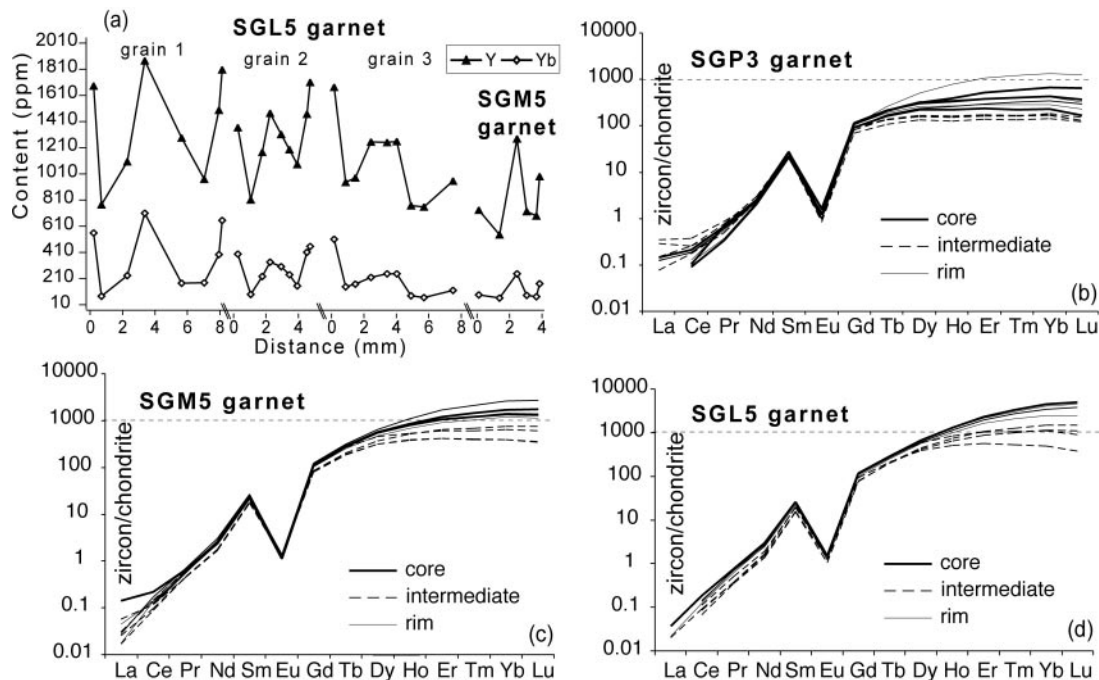 (a)
SGL5 garnet
grain 1
grain 2
grain 3
Y Yb
SGM5
garnet
Content (ppm)
2010
1810
1610
1410
1210
1010
810
610
410
210
10
0 2 4 6 8 0 2 4 0 2 4 6 8 0 2 4
Distance (mm)
SGP3 garnet
zircon/chondrite
10000
1000
100
10
1
0.1
0.01
core
intermediate
rim
(b)
La Ce Pr Nd Sm Eu Gd Tb Dy Ho Er Tm Yb Lu
SGM5 garnet
zircon/chondrite
10000
1000
100
10
1
0.1
0.01
core
intermediate
rim
(c)
La Ce Pr Nd Sm Eu Gd Tb Dy Ho Er Tm Yb Lu
SGL5 garnet
zircon/chondrite
10000
1000
100
10
1
0.1
0.01
core
intermediate
rim
(d)
La Ce Pr Nd Sm Eu Gd Tb Dy Ho Er Tm Yb Lu